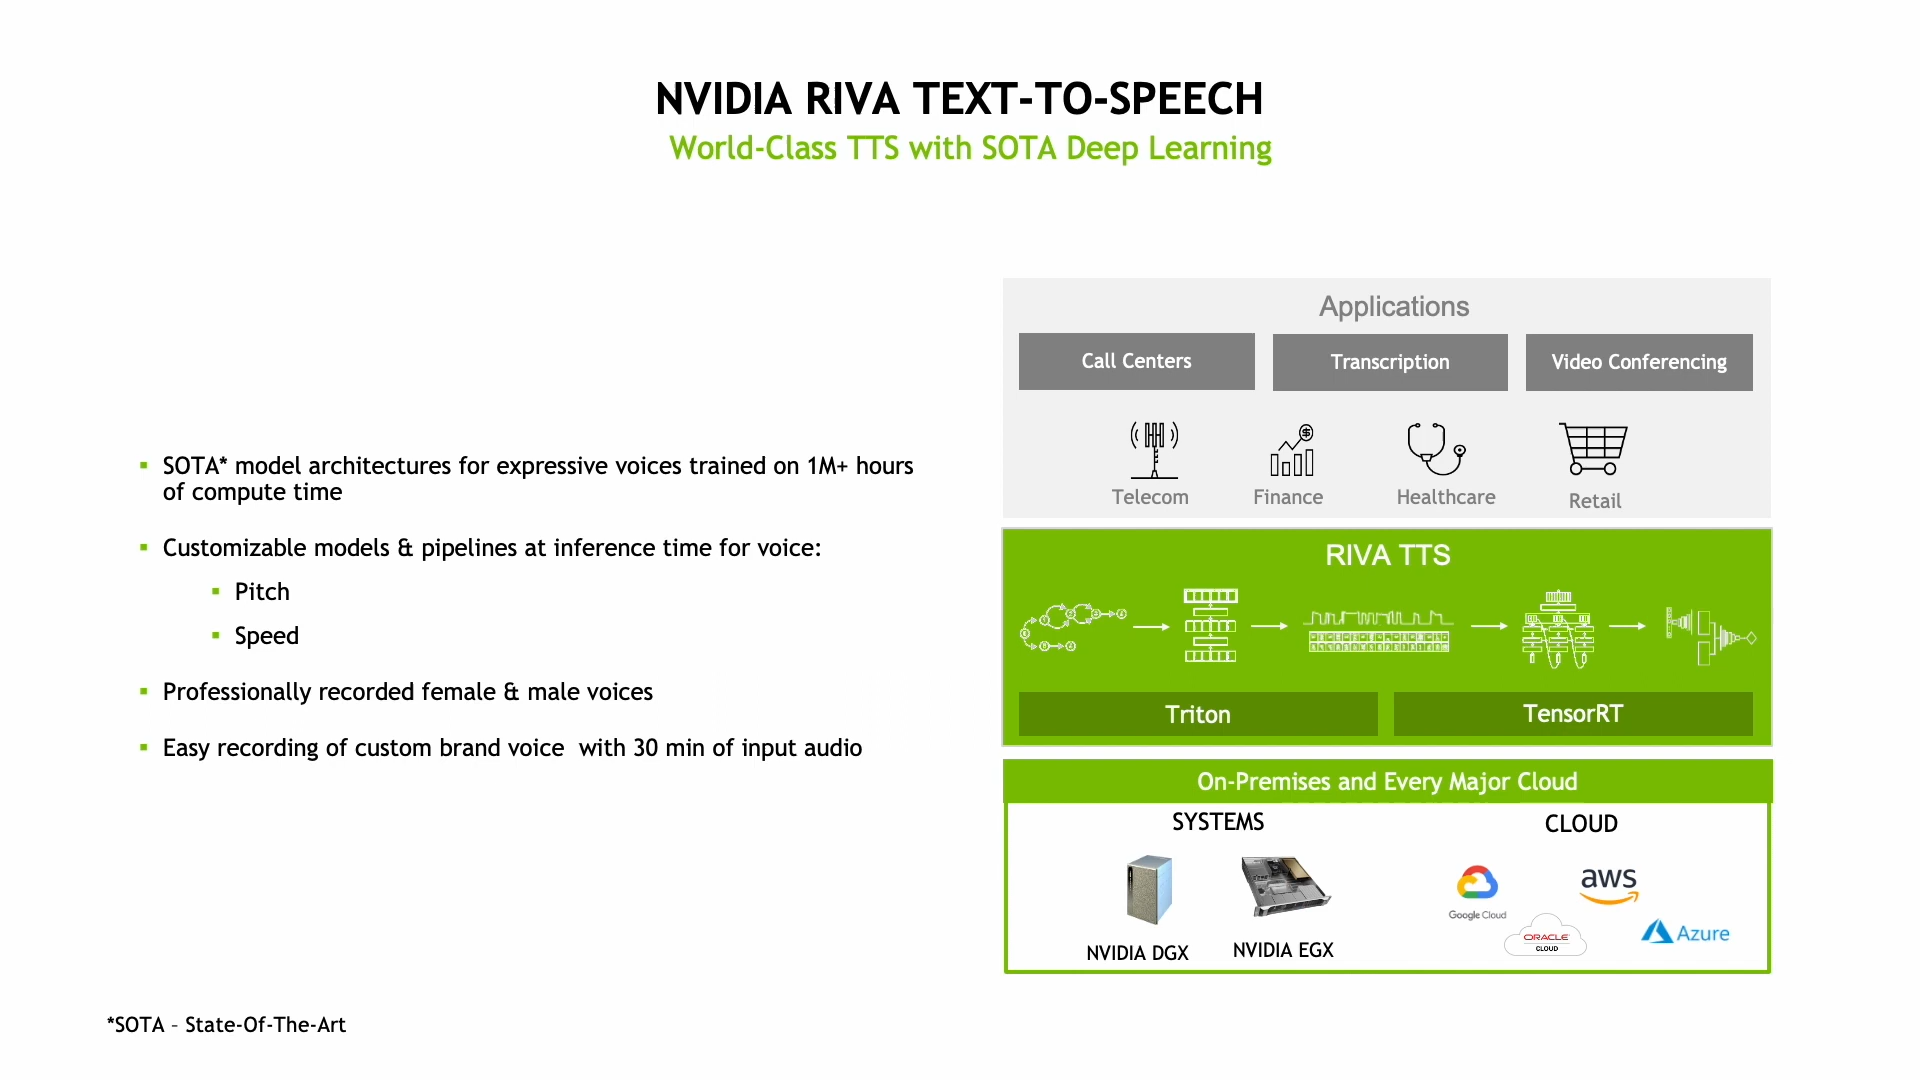 NVIDIA RIVA TEXT-TO-SPEECH
World-Class TTS with SOTA Deep Learning
▪ SOTA* model architectures for expressive voices trained on 1M+ hours
of compute time
▪ Customizable models & pipelines at inference time for voice:
▪ Pitch
▪ Speed
▪ Professionally recorded female & male voices
▪ Easy recording of custom brand voice with 30 min of input audio
*SOTA – State-Of-The-Art
Applications
Call Centers
Transcription
Video Conferencing
Telecom
Finance
Healthcare
Retail
RIVA TTS
Triton
TensorRT
On-Premises and Every Major Cloud
SYSTEMS
NVIDIA DGX
NVIDIA EGX
CLOUD
Google Cloud
aws
ORACLE
CLOUD
Azure